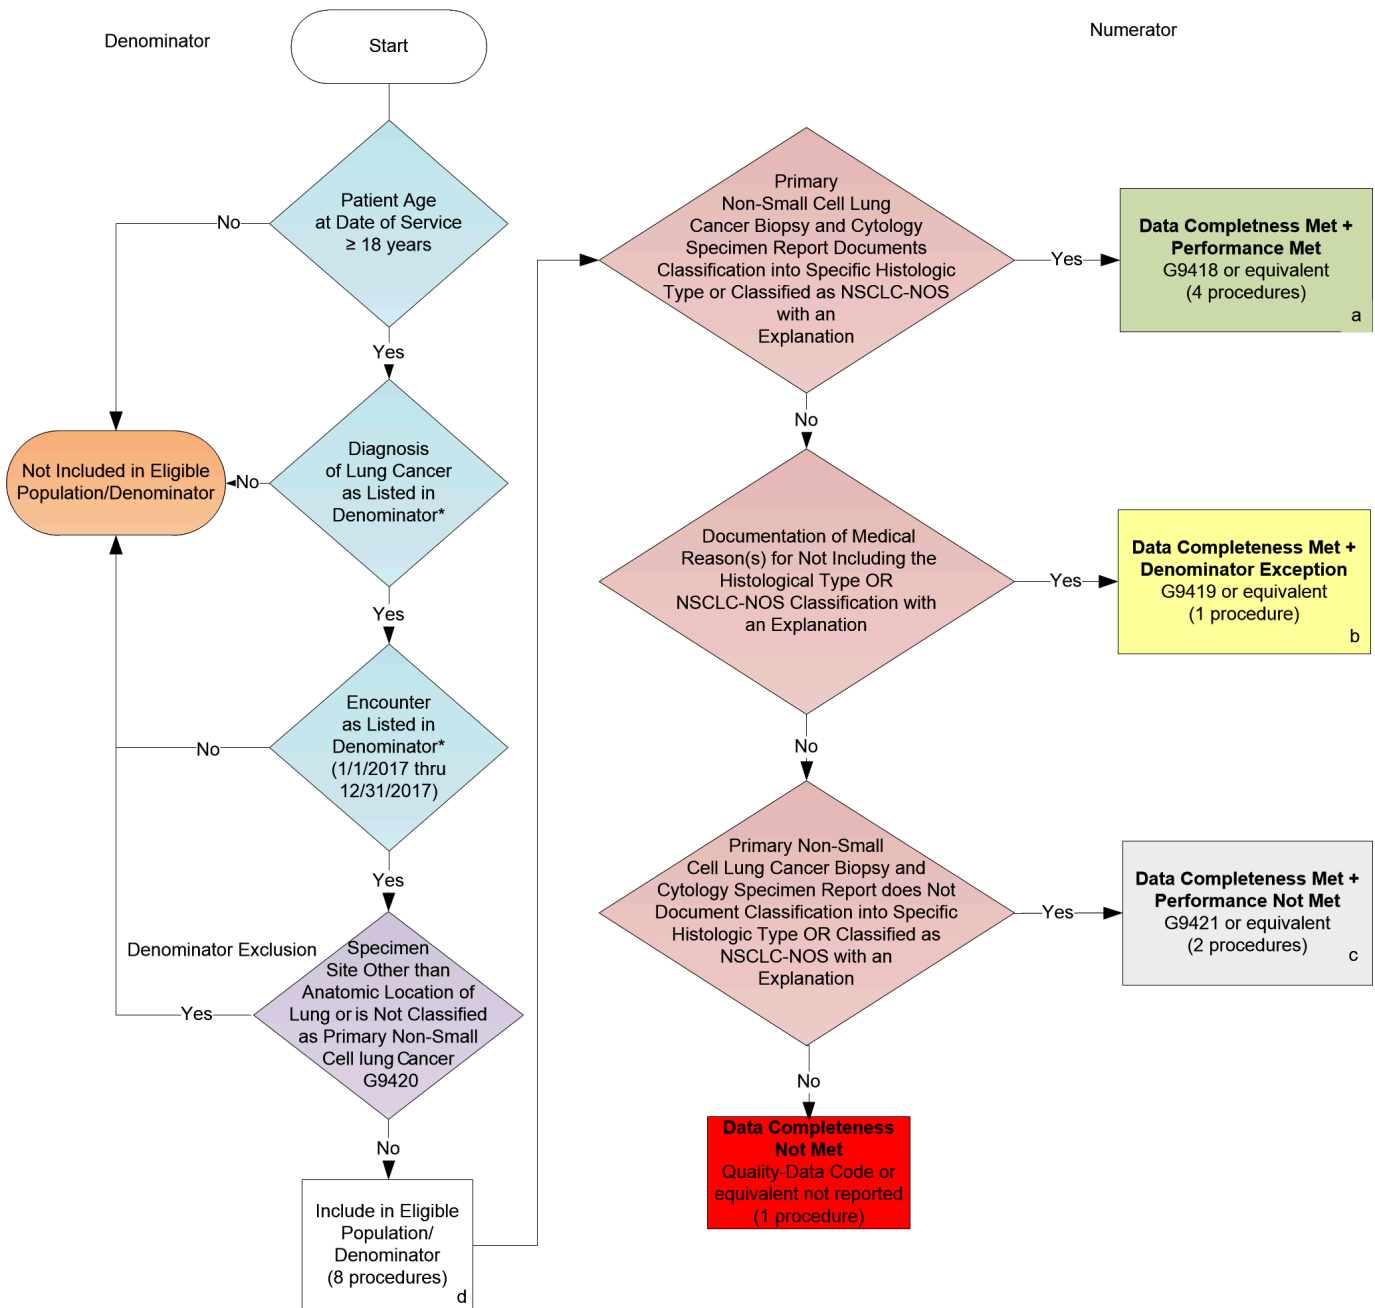 Denominator
Start
Numerator
Patient Age
at Date of Service
≥ 18 years
No
Yes
Diagnosis
of Lung Cancer
as Listed in
Denominator*
No
Not Included in Eligible
Population/Denominator
Yes
Encounter
as Listed in
Denominator*
(1/1/2017 thru
12/31/2017)
No
Yes
Denominator Exclusion
Specimen
Site Other than
Anatomic Location of
Lung or is Not Classified
as Primary Non-Small
Cell lung Cancer
G9420
Yes
No
Include in Eligible
Population/
Denominator
(8 procedures)
d
Primary
Non-Small Cell Lung
Cancer Biopsy and Cytology
Specimen Report Documents
Classification into Specific Histologic
Type or Classified as NSCLC-NOS
with an
Explanation
Yes
Data Completness Met +
Performance Met
G9418 or equivalent
(4 procedures)
a
No
Documentation of Medical
Reason(s) for Not Including the
Histological Type OR
NSCLC-NOS Classification with
an Explanation
Yes
Data Completeness Met +
Denominator Exception
G9419 or equivalent
(1 procedure)
b
No
Primary Non-Small
Cell Lung Cancer Biopsy and
Cytology Specimen Report does Not
Document Classification into Specific
Histologic Type OR Classified as
NSCLC-NOS with an
Explanation
Yes
Data Completeness Met +
Performance Not Met
G9421 or equivalent
(2 procedures)
c
No
Data Completeness
Not Met
Quality-Data Code or
equivalent not reported
(1 procedure)